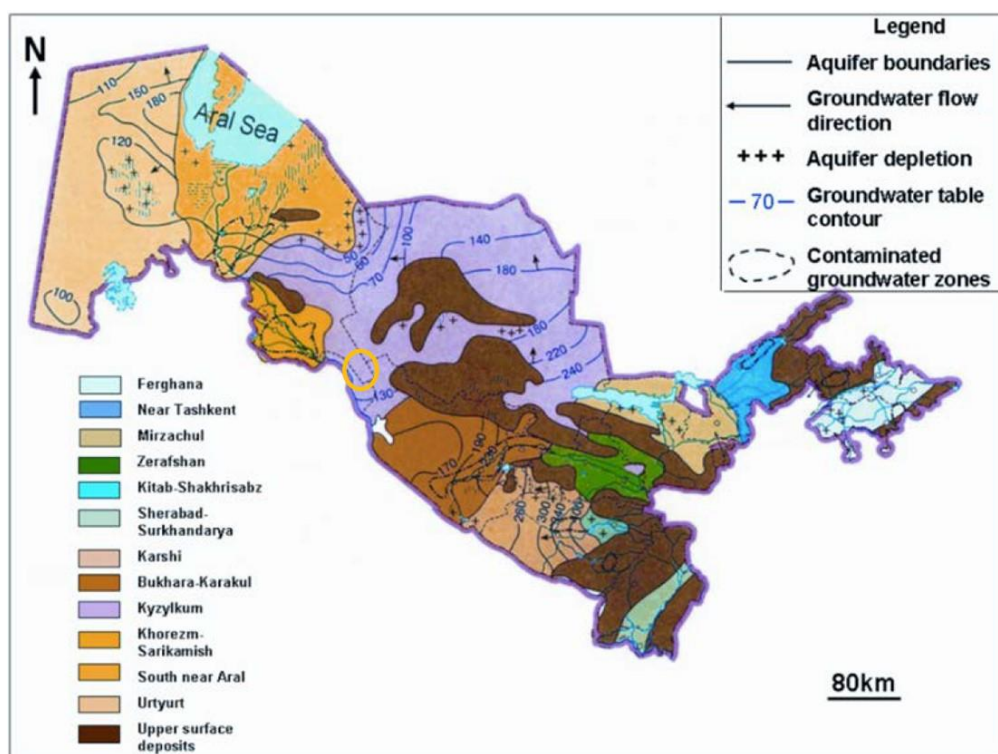 N
Aral Sea
110
150
180
120
100
50
60
70
100
140
180
180
220
240
130
190
170
200
260
300
Legend
Aquifer boundaries
Groundwater flow
direction
+++ Aquifer depletion
70 Groundwater table
contour
Contaminated
groundwater zones
Ferghana
Near Tashkent
Mirzachul
Zerafshan
Kitab-Shakhrisabz
Sherabad-
Surkhandarya
Karshi
Bukhara-Karakul
Kyzylkum
Khorezm-
Sarikamish
South near Aral
Urtyurt
Upper surface
deposits
80km